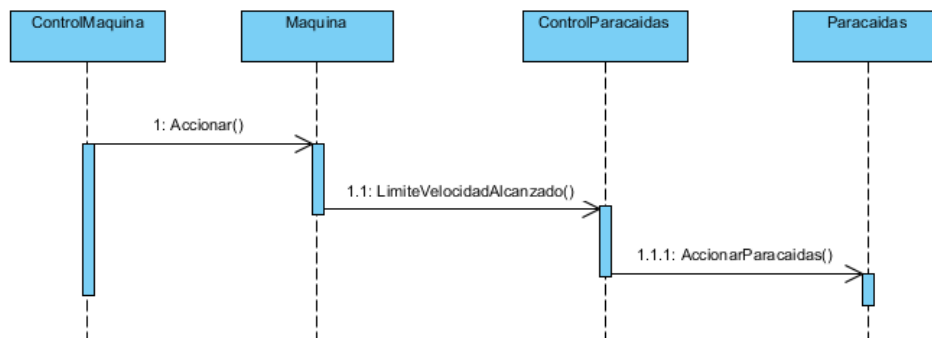 ControlMaquina
Maquina
ControlParacaidas
Paracaidas
1: Accionar()
1.1: LimiteVelocidadAlcanzado()
1.1.1: AccionarParacaidas()